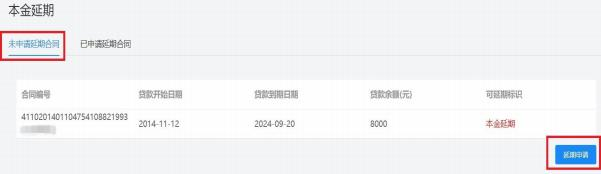 本金延期
未申请延期合同 已申请延期合同
合同编号 贷款开始日期 贷款到期日期 贷款余额(元) 可延期标识
4110201401104754108821993
2014-11-12 2024-09-20 8000 本金延期
延期申请